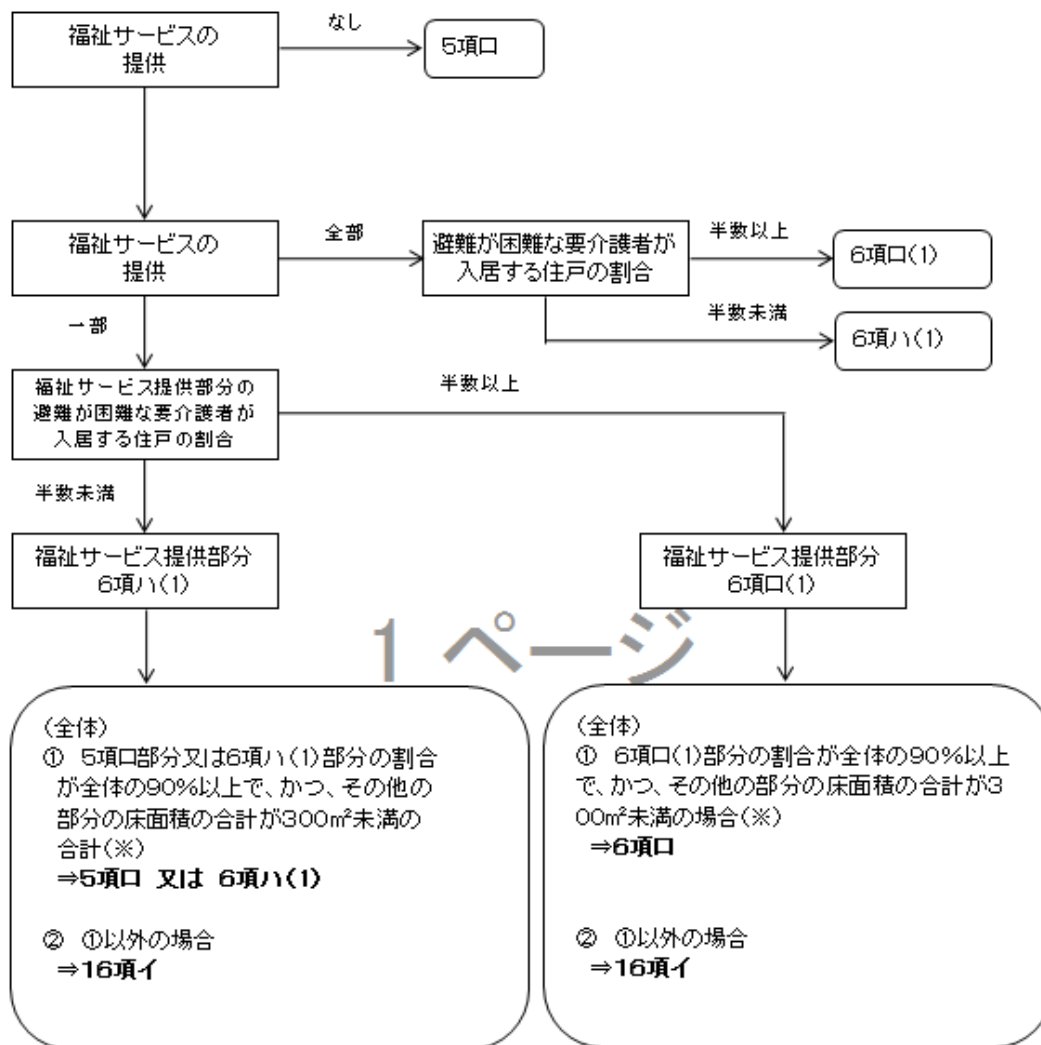 福祉サービスの
提供
なし
5項ロ
福祉サービスの
提供
全部
避難が困難な要介護者が
入居する住戸の割合
半数以上
6項ロ(1)
半数未満
6項ハ(1)
一部
福祉サービス提供部分の
避難が困難な要介護者が
入居する住戸の割合
半数以上
半数未満
福祉サービス提供部分
6項ハ(1)
福祉サービス提供部分
6項ロ(1)
1 ページ
(全体)
① 5項ロ部分又は6項ハ(1)部分の割合
が全体の90%以上で、かつ、その他の
部分の床面積の合計が300㎡未満の
合計(※)
⇒5項ロ 又は 6項ハ(1)
② ①以外の場合
⇒16項イ
(全体)
① 6項ロ(1)部分の割合が全体の90%以上
で、かつ、その他の部分の床面積の合計が3
00㎡未満の場合(※)
⇒6項ロ
② ①以外の場合
⇒16項イ